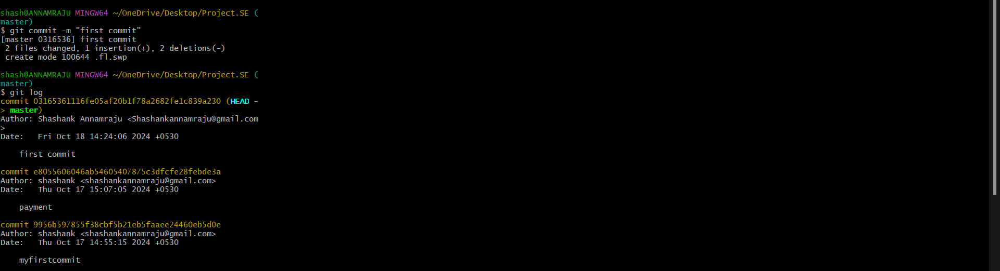 shash@ANNAMRAJU MINGW64 ~/OneDrive/Desktop/Project.SE (
master)
$ git commit -m "first commit"
[master 0316536] first commit
 2 files changed, 1 insertion(+), 2 deletions(-)
 create mode 100644 .fl.swp

shash@ANNAMRAJU MINGW64 ~/OneDrive/Desktop/Project.SE (
master)
$ git log
commit 03165361116fe05af20b1f78a2682fe1c839a230 (HEAD -
> master)
Author: Shashank Annamraju <Shashankannamraju@gmail.com
>
Date:   Fri Oct 18 14:24:06 2024 +0530

    first commit

commit e8055606046ab54605407875c3dfcfe28febde3a
Author: shashank <shashankannamraju@gmail.com>
Date:   Thu Oct 17 15:07:05 2024 +0530

    payment

commit 9956b597855f38cbf5b21eb5faaee24460eb5d0e
Author: shashank <shashankannamraju@gmail.com>
Date:   Thu Oct 17 14:55:15 2024 +0530

    myfirstcommit